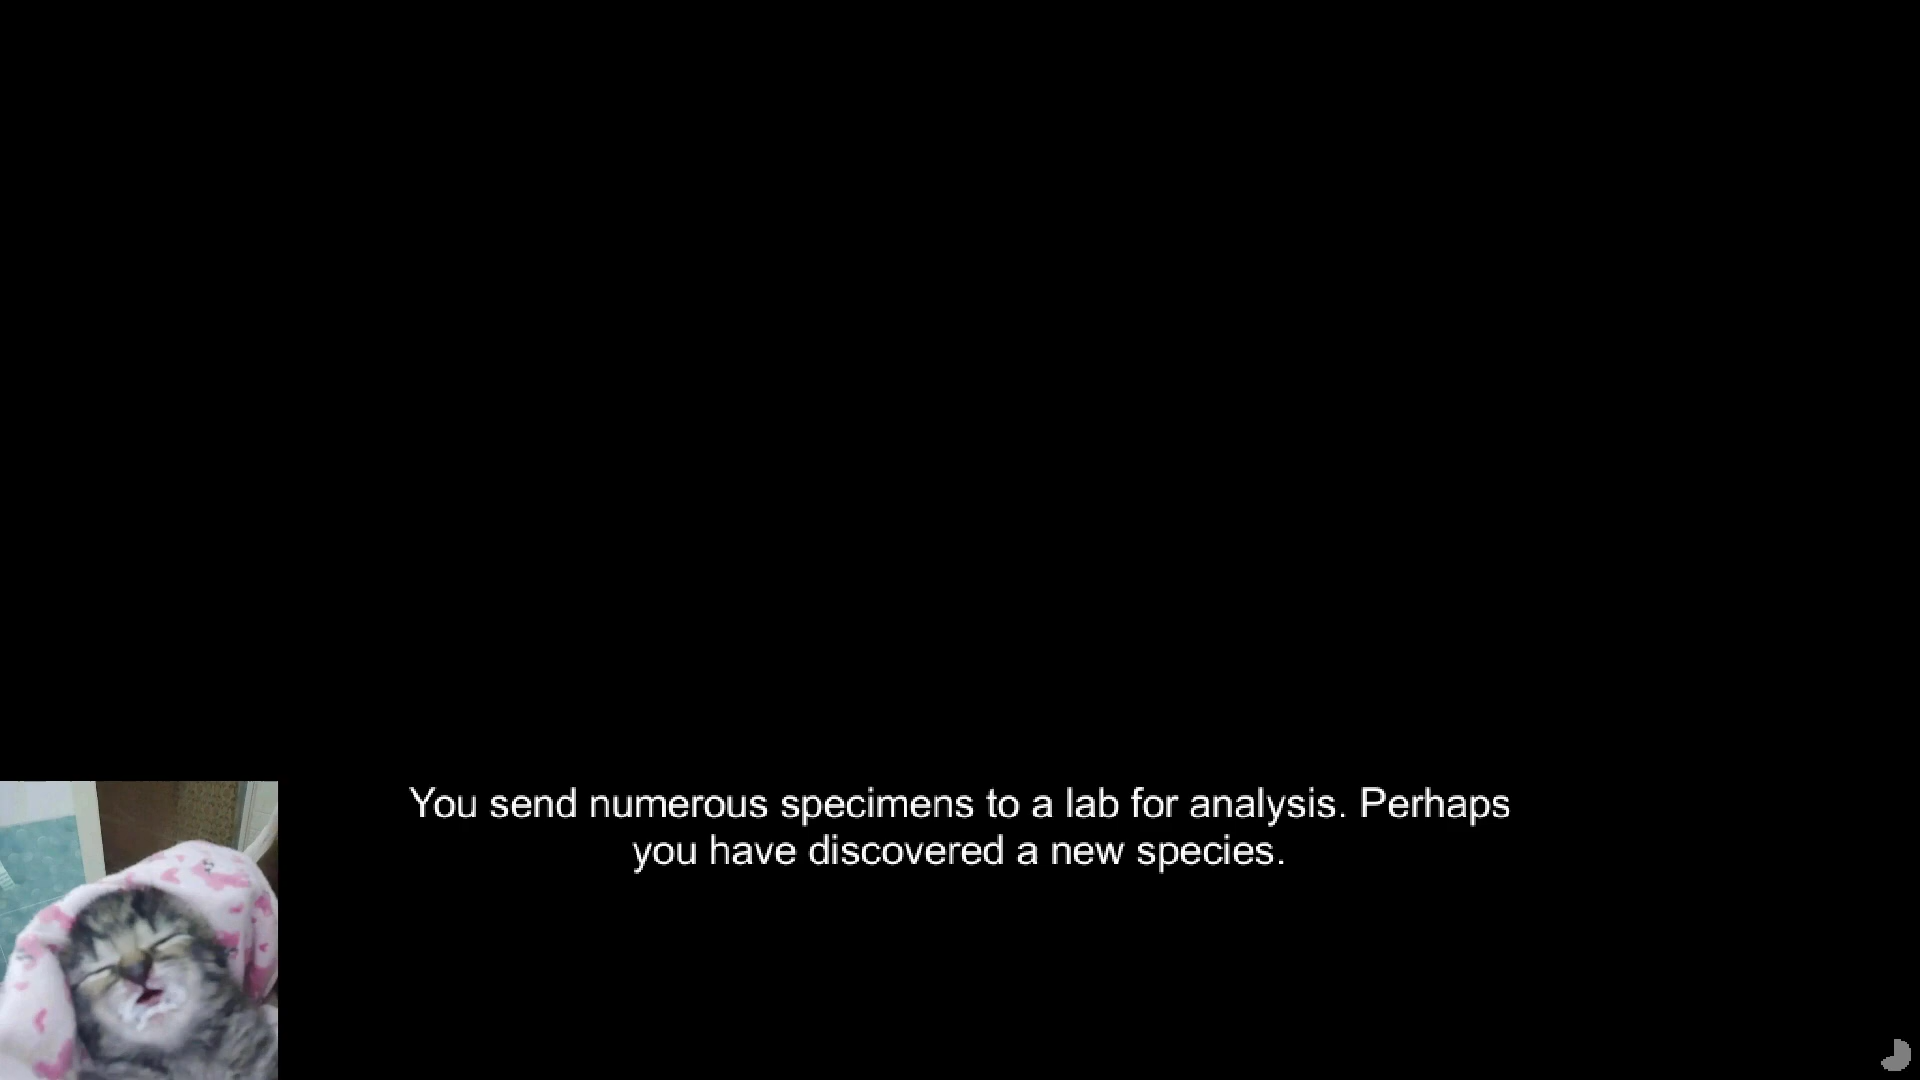 You send numerous specimens to a lab for analysis. Perhaps
you have discovered a new species.